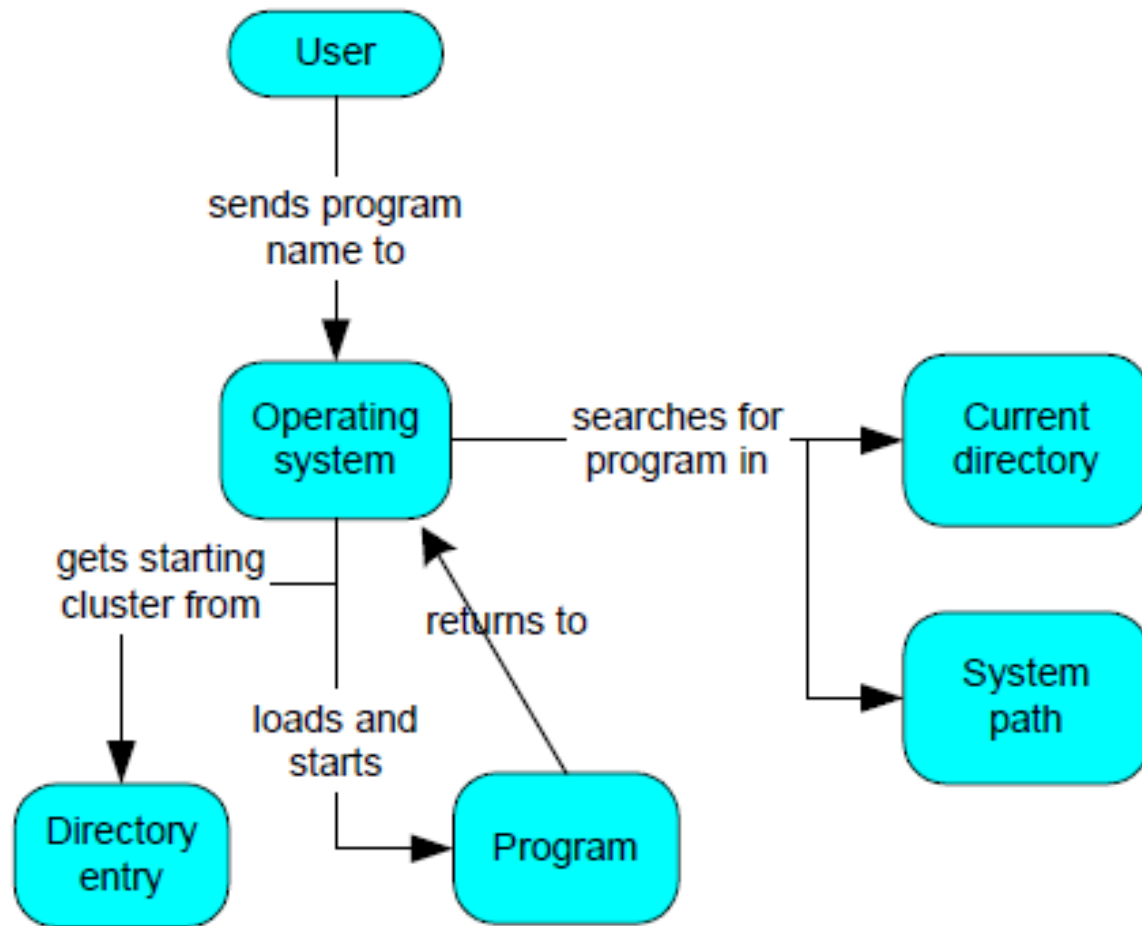 User
sends program
name to
Operating
system
searches for
program in
Current
directory
gets starting
cluster from
returns to
System
path
loads and
starts
Directory
entry
Program